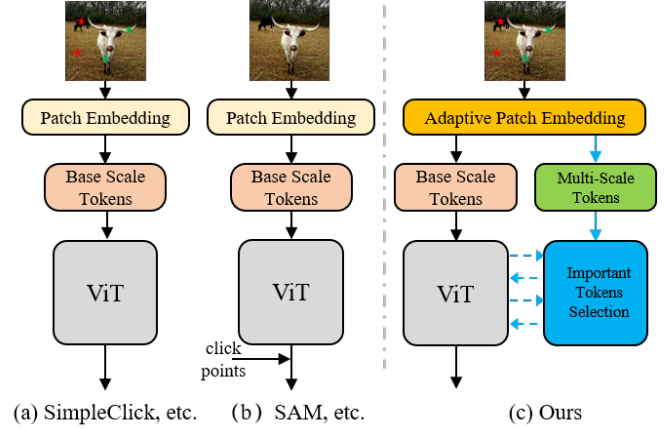 Patch Embedding
Base Scale
Tokens
ViT
(a) SimpleClick, etc.
Patch Embedding
Base Scale
Tokens
ViT
click
points
(b) SAM, etc.
Adaptive Patch Embedding
Base Scale
Tokens
Multi-Scale
Tokens
ViT
Important
Tokens
Selection
(c) Ours